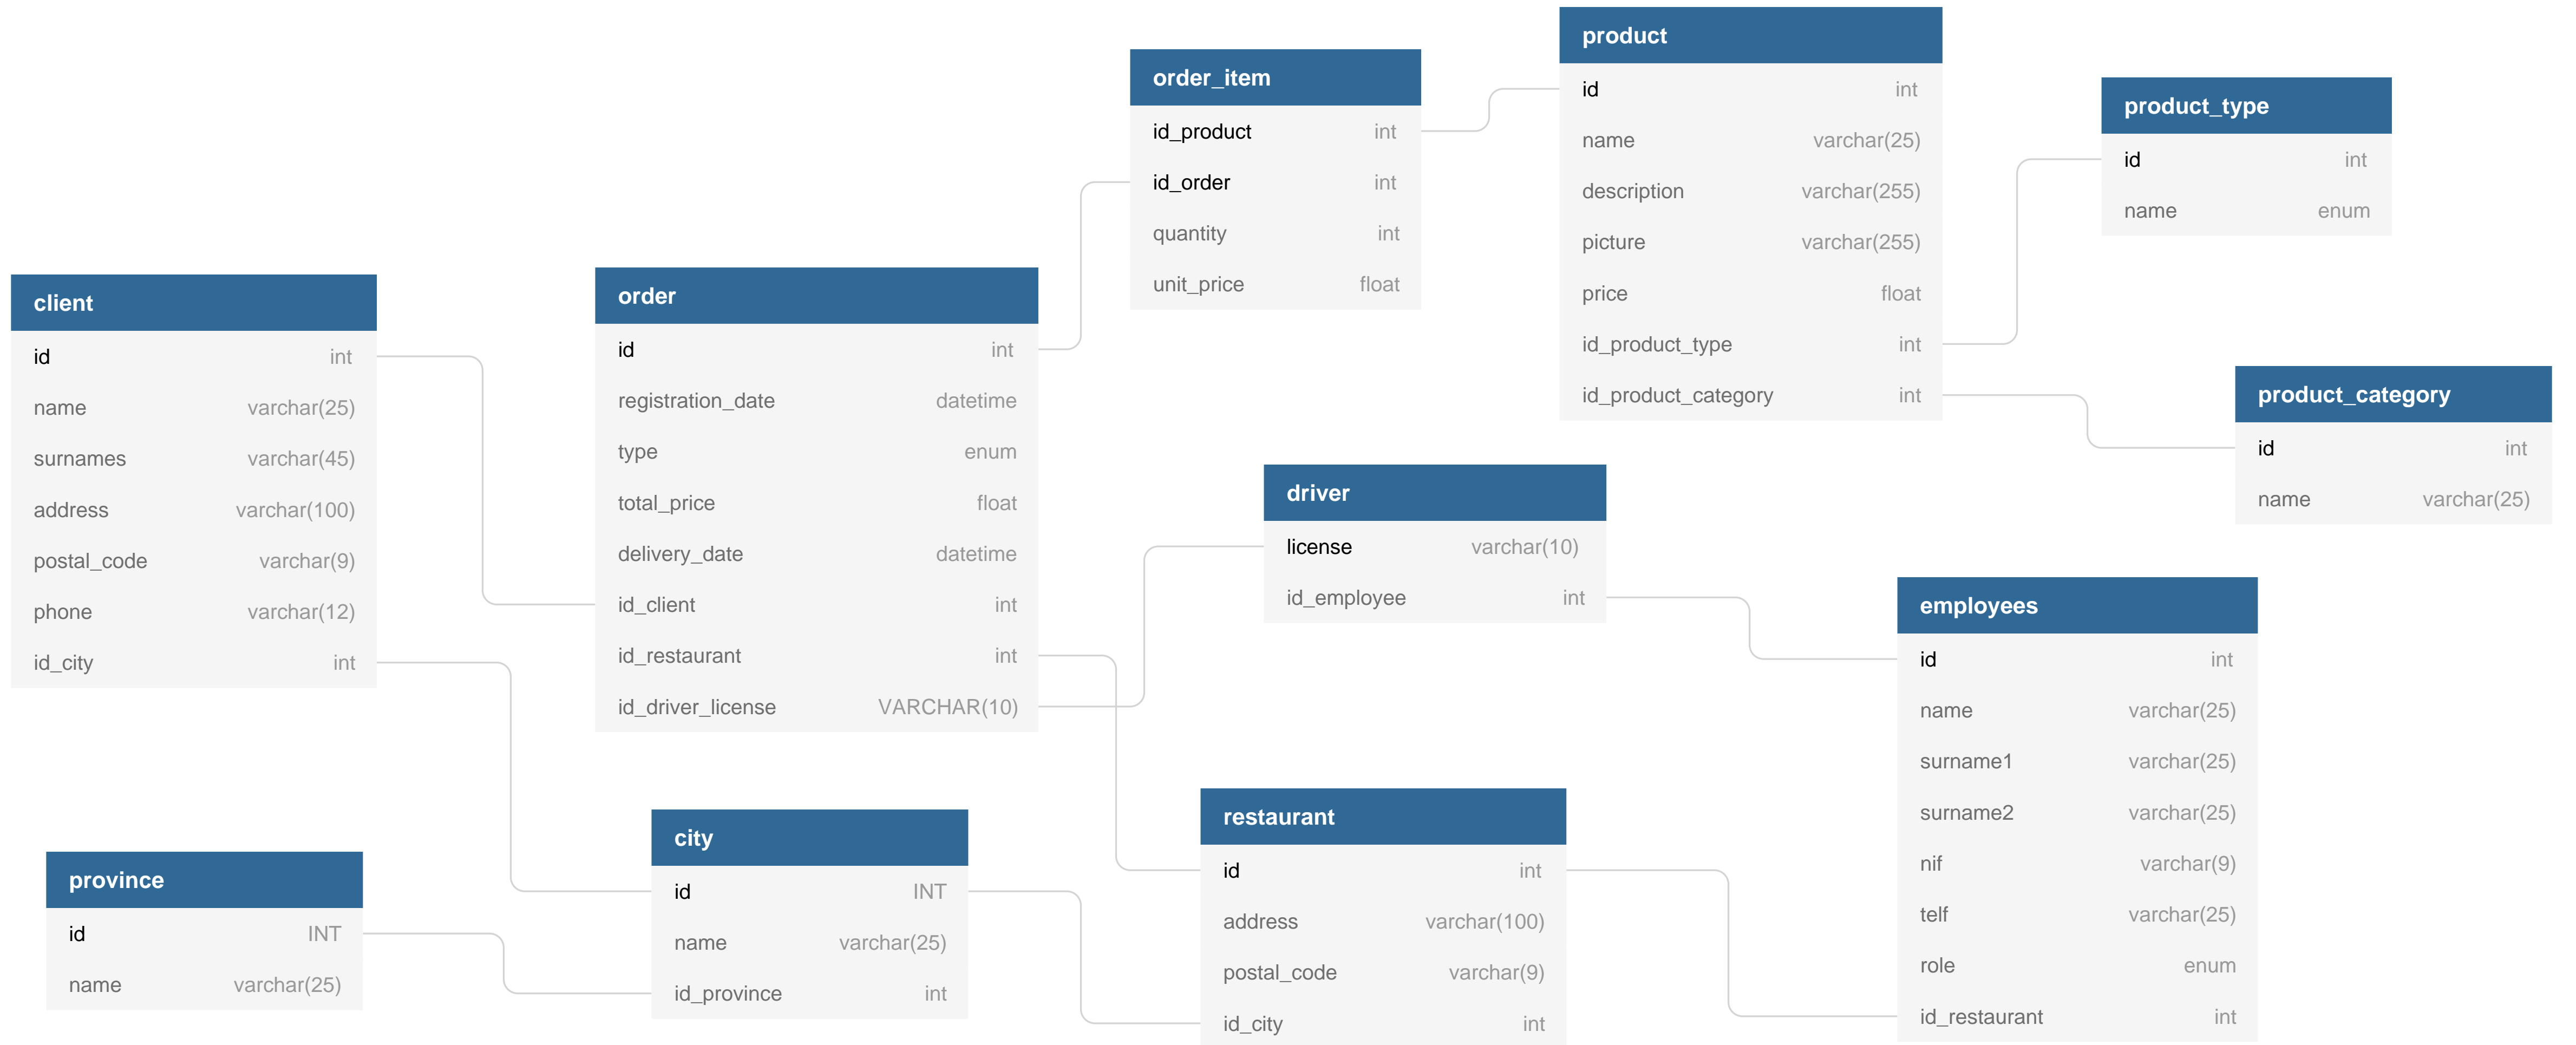 product
id int
name varchar(25)
description varchar(255)
picture varchar(255)
price float
id_product_type int
id_product_category int
order_item
id_product int
id_order int
quantity int
unit_price float
product_type
id int
name enum
client
id int
name varchar(25)
surnames varchar(45)
address varchar(100)
postal_code varchar(9)
phone varchar(12)
id_city int
order
id int
registration_date datetime
type enum
total_price float
delivery_date datetime
id_client int
id_restaurant int
id_driver_license VARCHAR(10)
product_category
id int
name varchar(25)
driver
license varchar(10)
id_employee int
employees
id int
name varchar(25)
surname1 varchar(25)
surname2 varchar(25)
nif varchar(9)
telf varchar(25)
role enum
id_restaurant int
restaurant
id int
address varchar(100)
postal_code varchar(9)
id_city int
city
id INT
name varchar(25)
id_province int
province
id INT
name varchar(25)